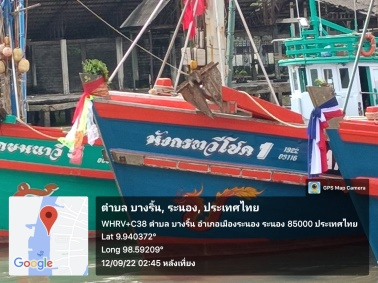 มังกรทวีโชค 1
GPS Map Camera
ตำบล บางริ้น, ระนอง, ประเทศไทย
WHRV+C38 ตำบล บางริ้น อำเภอเมืองระนอง ระนอง 85000 ประเทศไทย
Lat 9.940372°
Long 98.59209°
12/09/22 02:45 หลังเที่ยง
Google